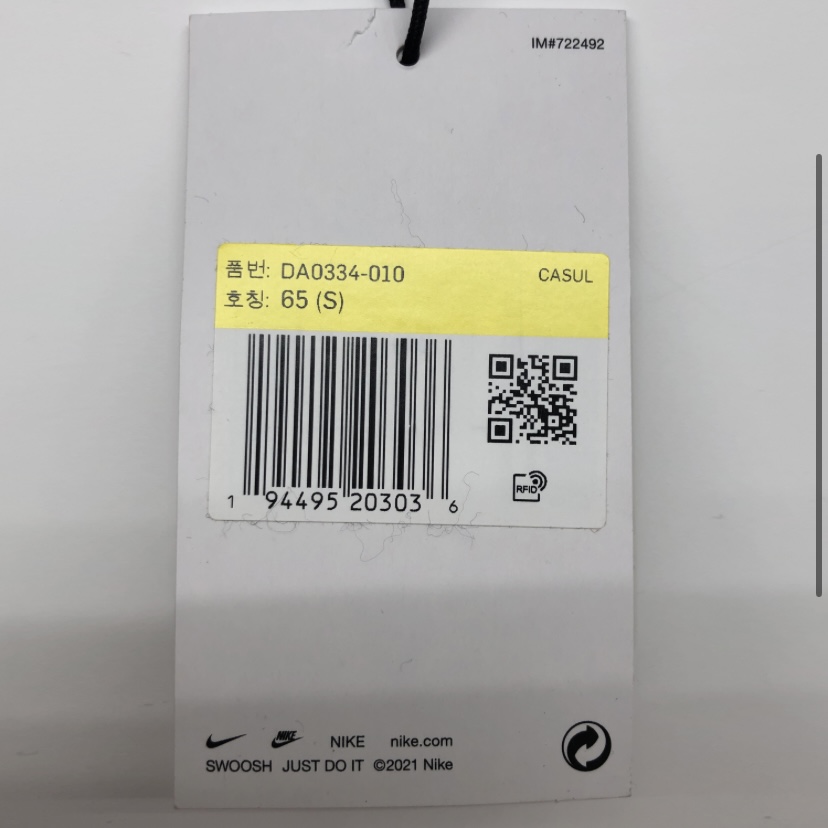 IM#722492
품번: DA0334-010 CASUL
호칭: 65 (S)
1 94495 20303 6
RFID
NIKE NIKE nike.com
SWOOSH JUST DO IT ©2021 Nike